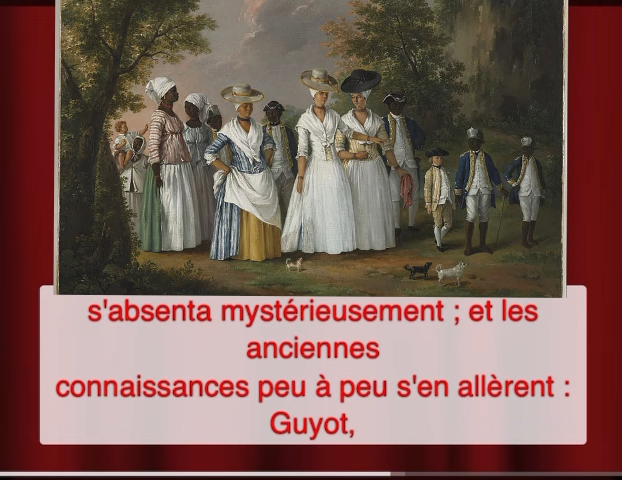 s'absenta mystérieusement ; et les
anciennes
connaissances peu à peu s'en allèrent :
Guyot,